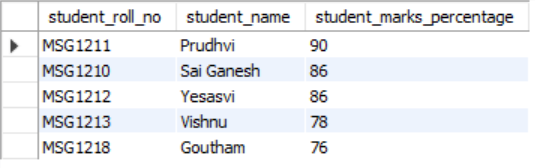 student_roll_no student_name student_marks_percentage
MSG1211 Prudhvi 90
MSG1210 Sai Ganesh 86
MSG1212 Yesasvi 86
MSG1213 Vishnu 78
MSG1218 Goutham 76